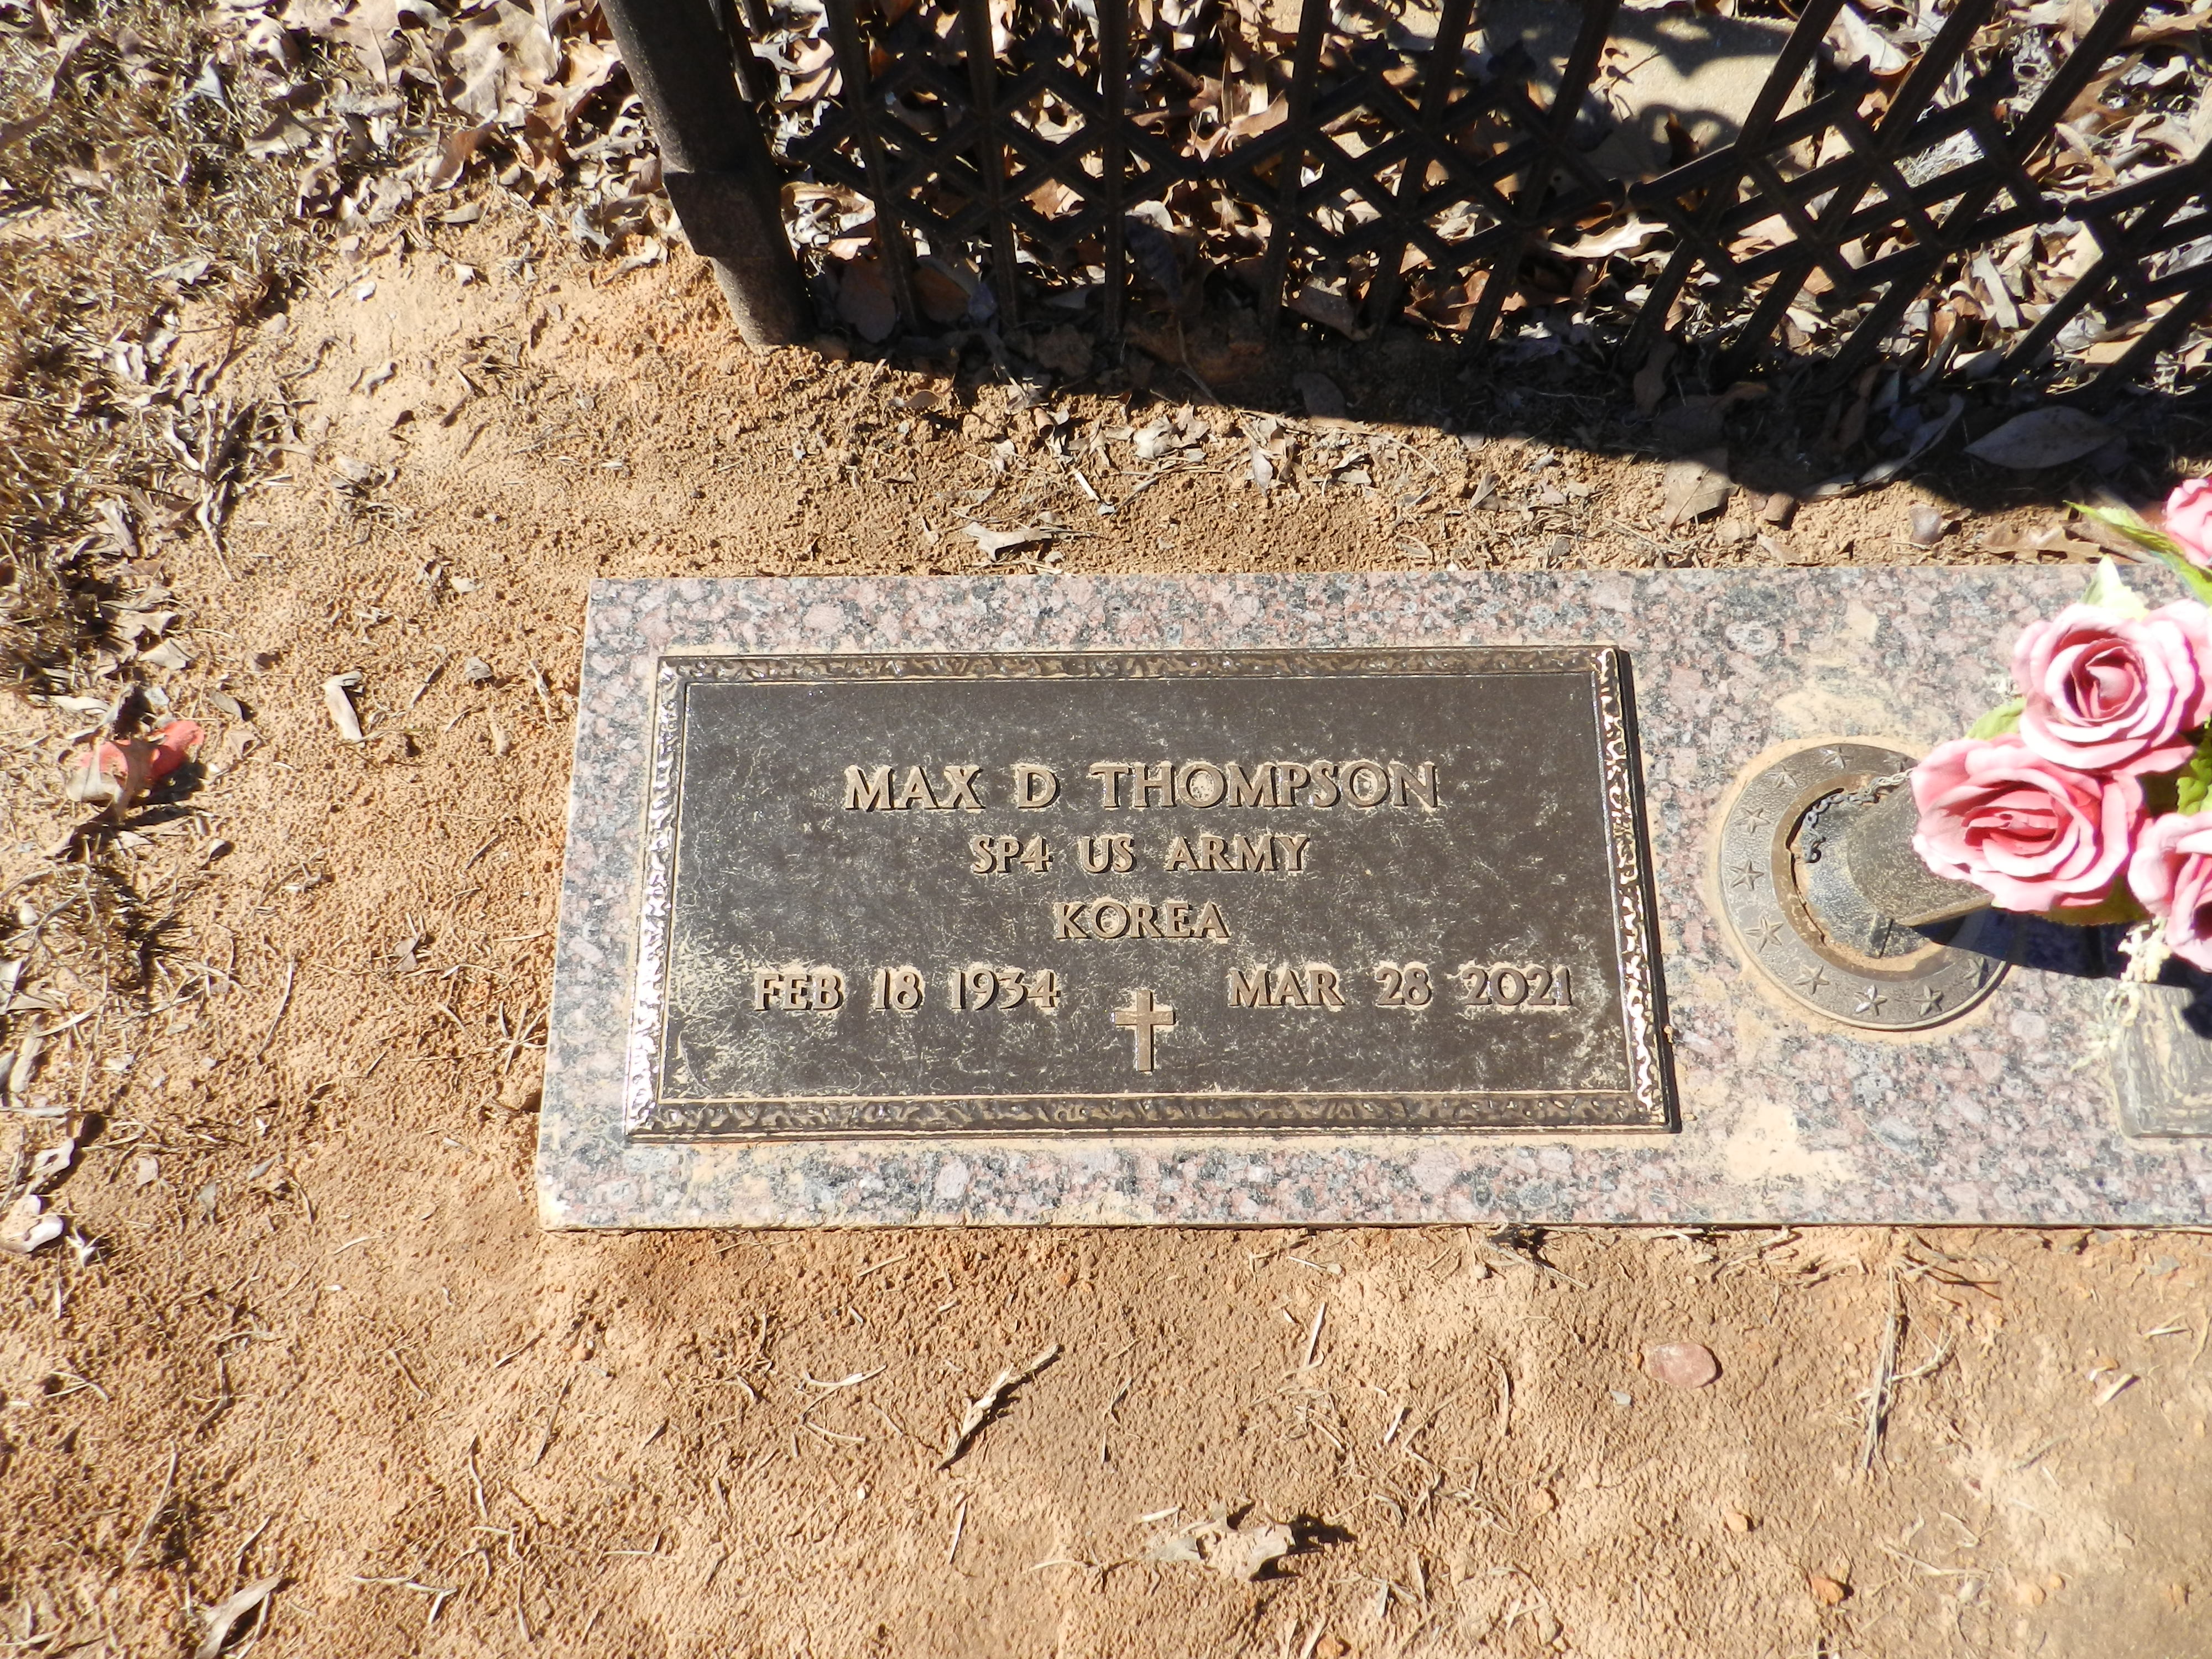 MAX D THOMPSON
SP4 US ARMY
KOREA
FEB 18 1934 MAR 28 2021